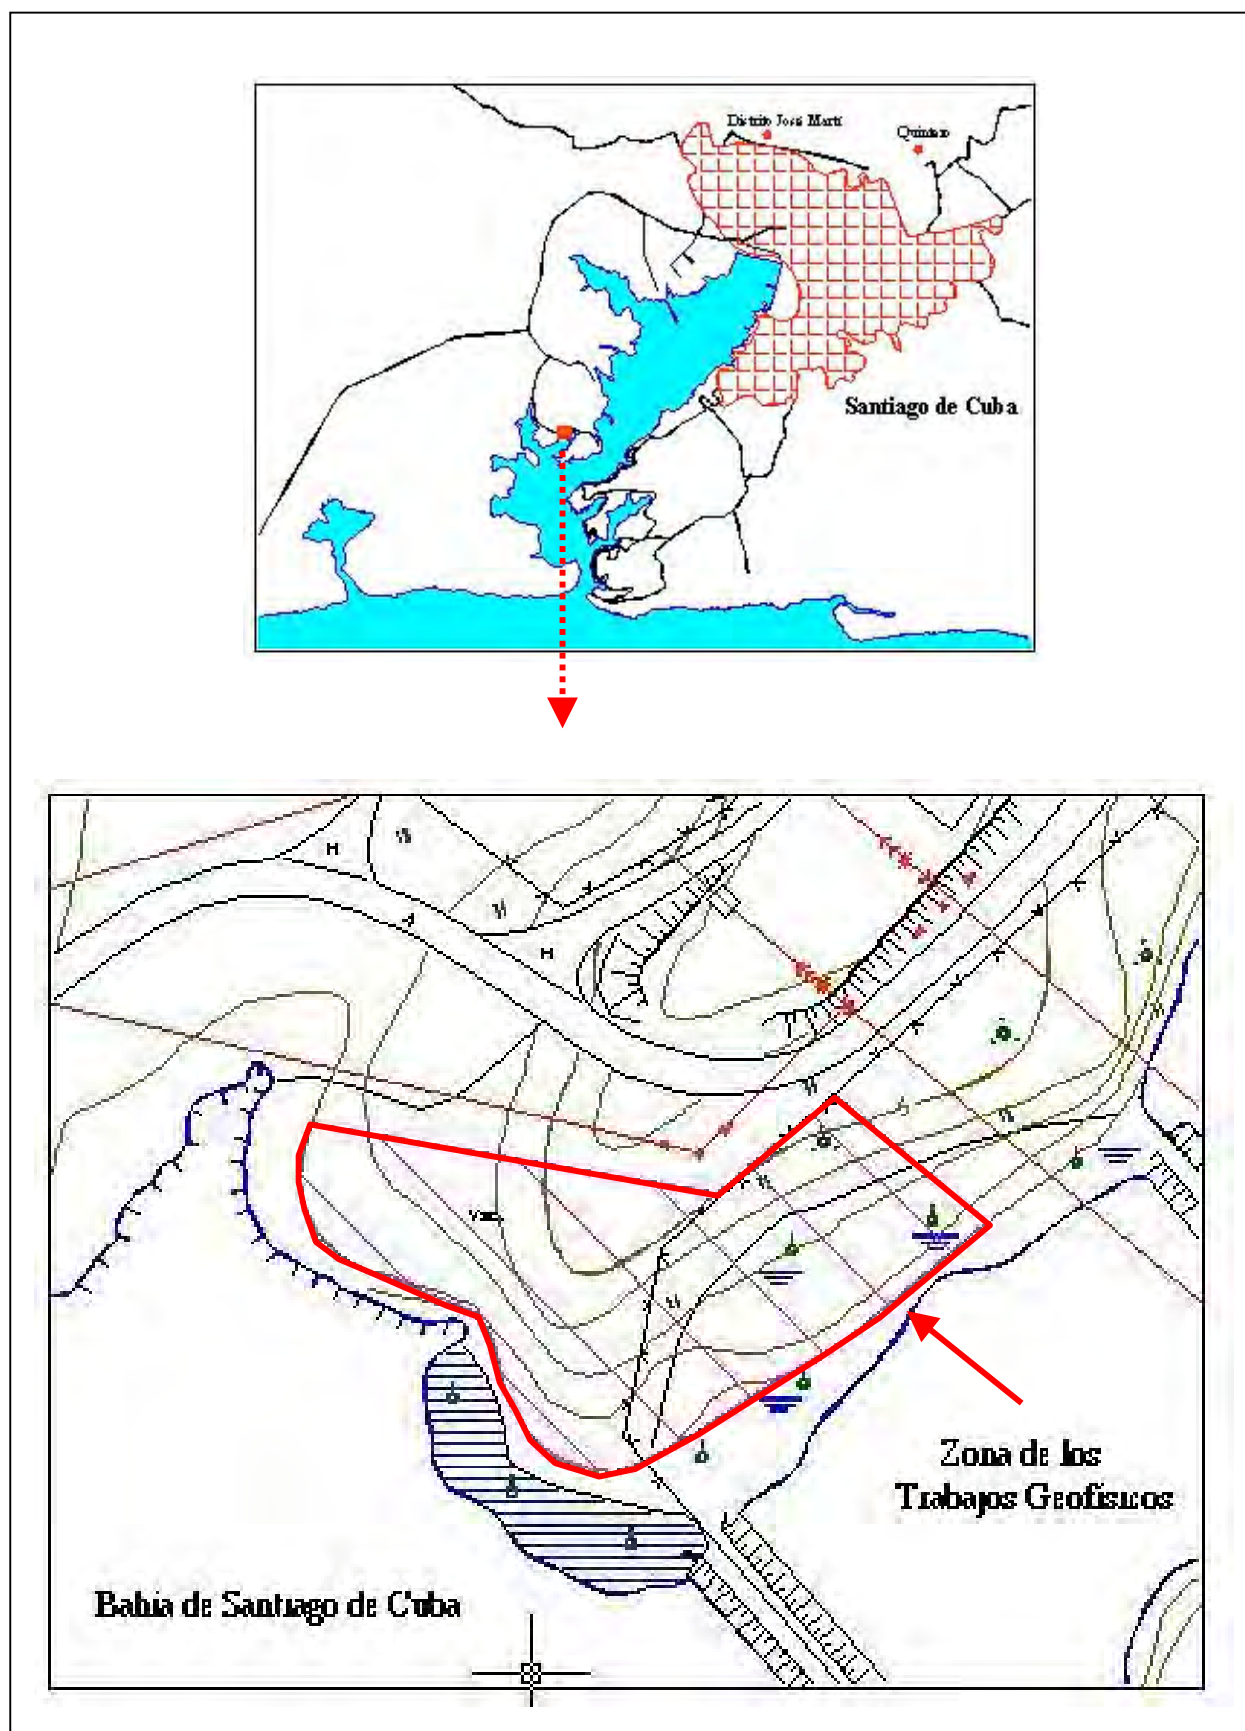 Distrito José Martí
Quintero
Santiago de Cuba
H
H
Zona de los
Trabajos Geofísicos
Bahía de Santiago de Cuba